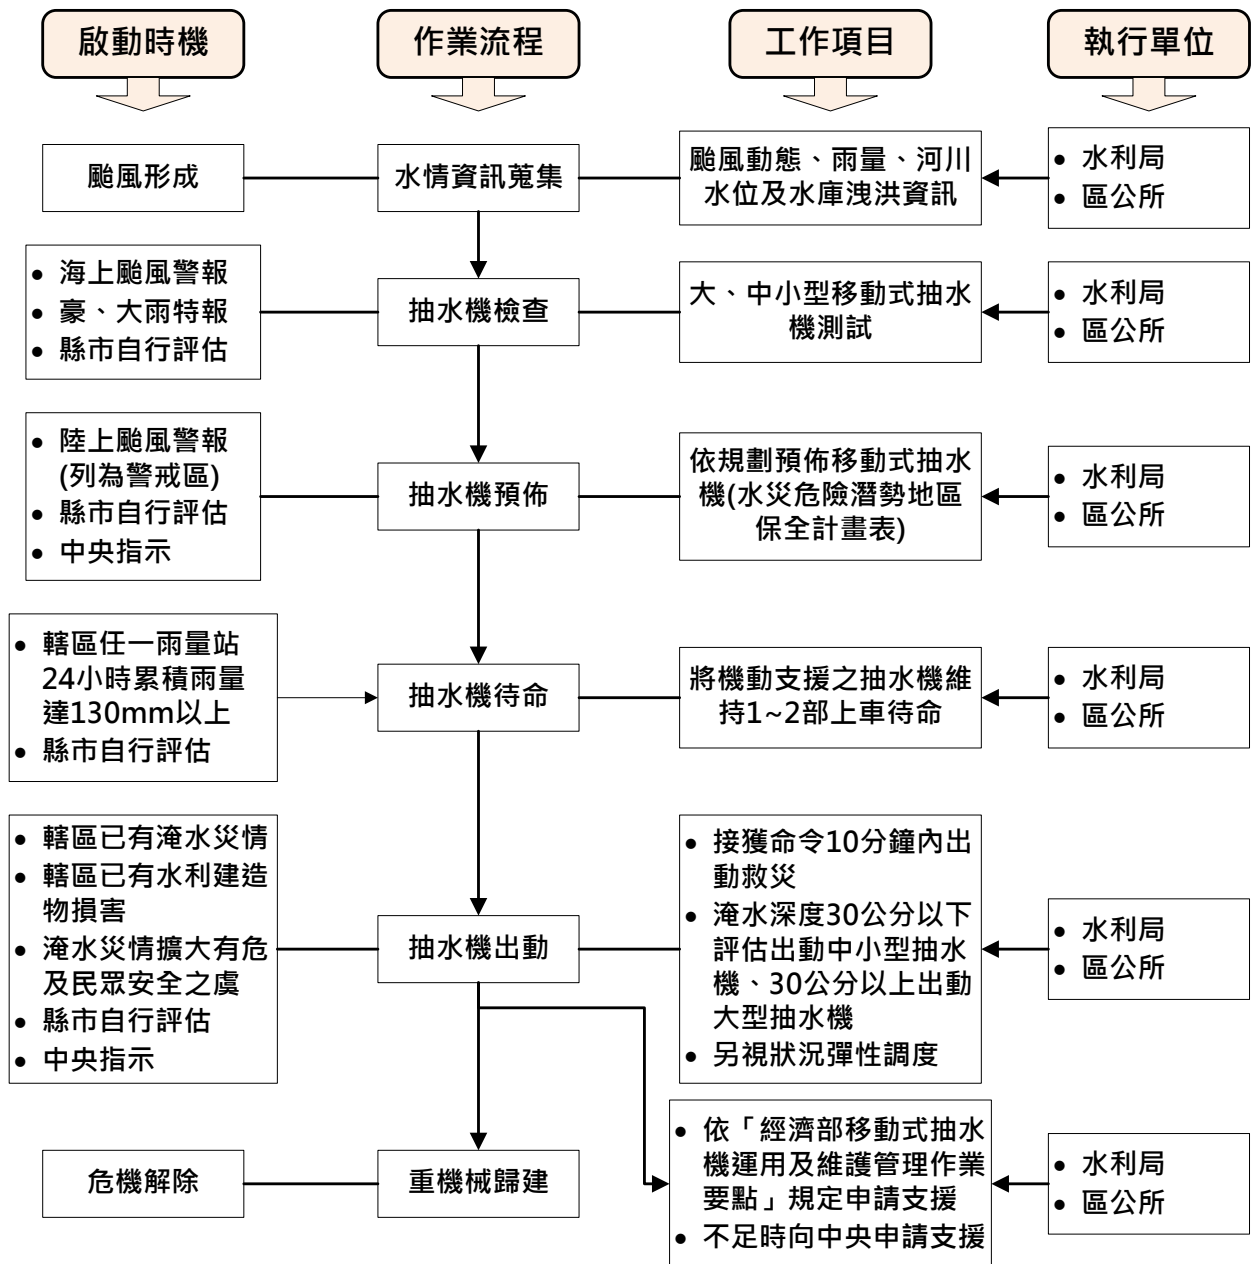 啟動時機
作業流程
工作項目
執行單位
颱風形成
水情資訊蒐集
颱風動態、雨量、河川
水位及水庫洩洪資訊
• 水利局
• 區公所
• 海上颱風警報
• 豪、大雨特報
• 縣市自行評估
抽水機檢查
大、中小型移動式抽水
機測試
• 水利局
• 區公所
• 陸上颱風警報
(列為警戒區)
• 縣市自行評估
• 中央指示
抽水機預佈
依規劃預佈移動式抽水
機(水災危險潛勢地區
保全計畫表)
• 水利局
• 區公所
• 轄區任一雨量站
24小時累積雨量
達130mm以上
• 縣市自行評估
抽水機待命
將機動支援之抽水機維
持1~2部上車待命
• 水利局
• 區公所
• 轄區已有淹水災情
• 轄區已有水利建造
物損害
• 淹水災情擴大有危
及民眾安全之虞
• 縣市自行評估
• 中央指示
抽水機出動
• 接獲命令10分鐘內出
動救災
• 淹水深度30公分以下
評估出動中小型抽水
機、30公分以上出動
大型抽水機
• 另視狀況彈性調度
• 水利局
• 區公所
危機解除
重機械歸建
• 依「經濟部移動式抽水
機運用及維護管理作業
要點」規定申請支援
• 不足時向中央申請支援
• 水利局
• 區公所